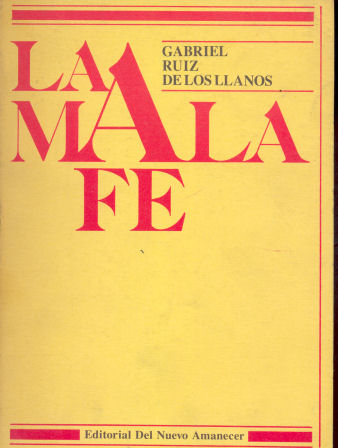 GABRIEL
RUIZ
DE LOS LLANOS
LA
MALA
FE
Editorial Del Nuevo Amanecer